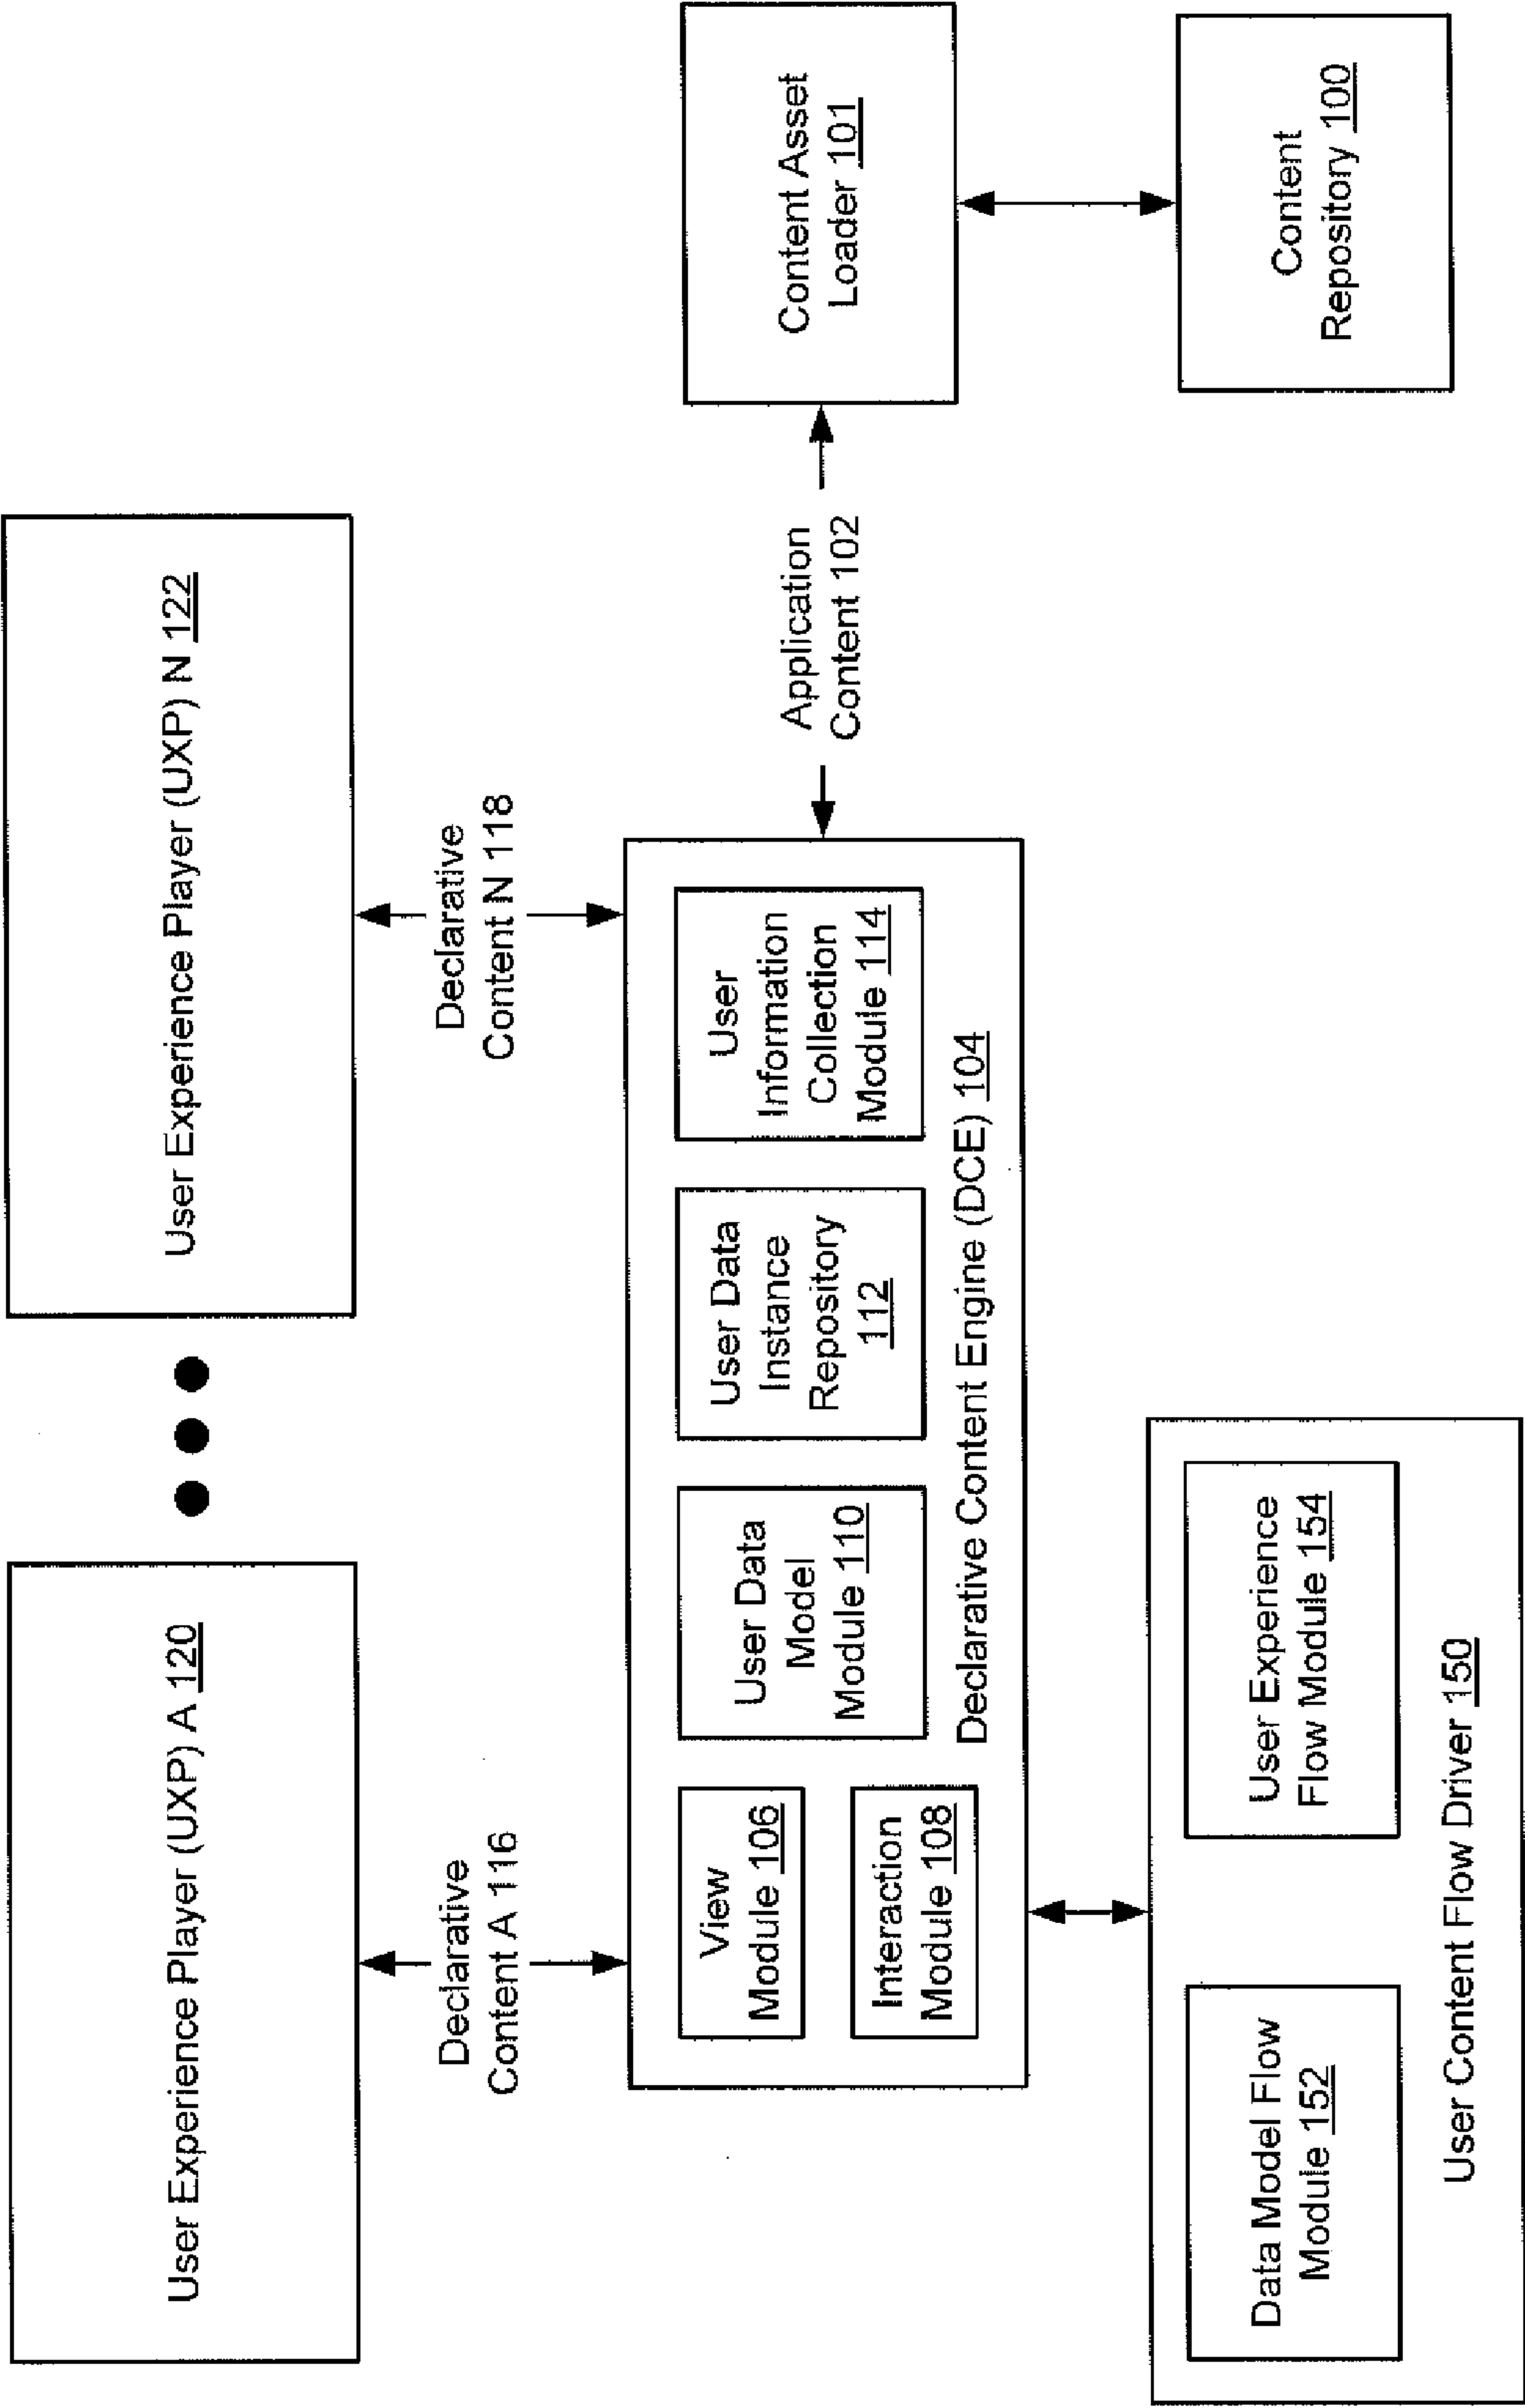 User Experience Player (UXP) A 120
User Experience Player (UXP) N 122
Declarative
Content A 116
Declarative
Content N 118
View
Module 106
Interaction
Module 108
User Data
Model
Module 110
User Data
Instance
Repository
112
User
Information
Collection
Module 114
Declarative Content Engine (DCE) 104
Application
Content 102
Content Asset
Loader 101
Content
Repository 100
Data Model Flow
Module 152
User Experience
Flow Module 154
User Content Flow Driver 150